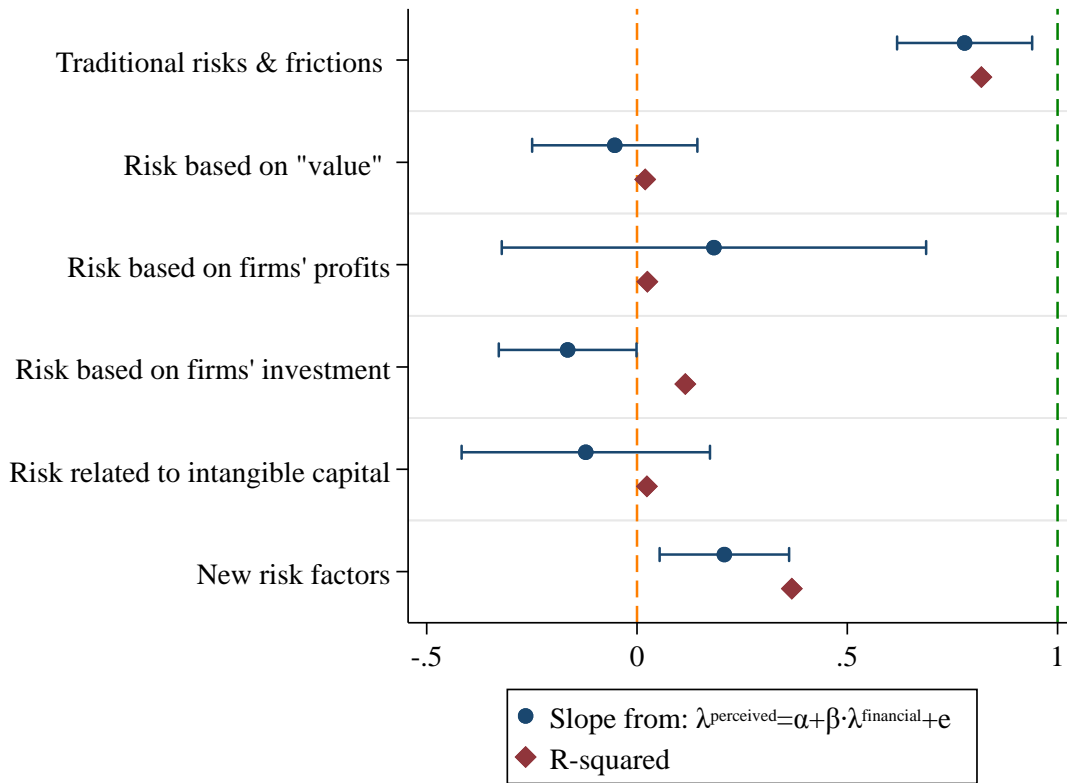 Traditional risks & frictions
Risk based on "value"
Risk based on firms' profits
Risk based on firms' investment
Risk related to intangible capital
New risk factors
-.5 0 .5 1
Slope from: λᵖᵉʳᶜᵉⁱᵛᵉᵈ=α+β·λᶠⁱⁿᵃⁿᶜⁱᵃˡ+e
R-squared